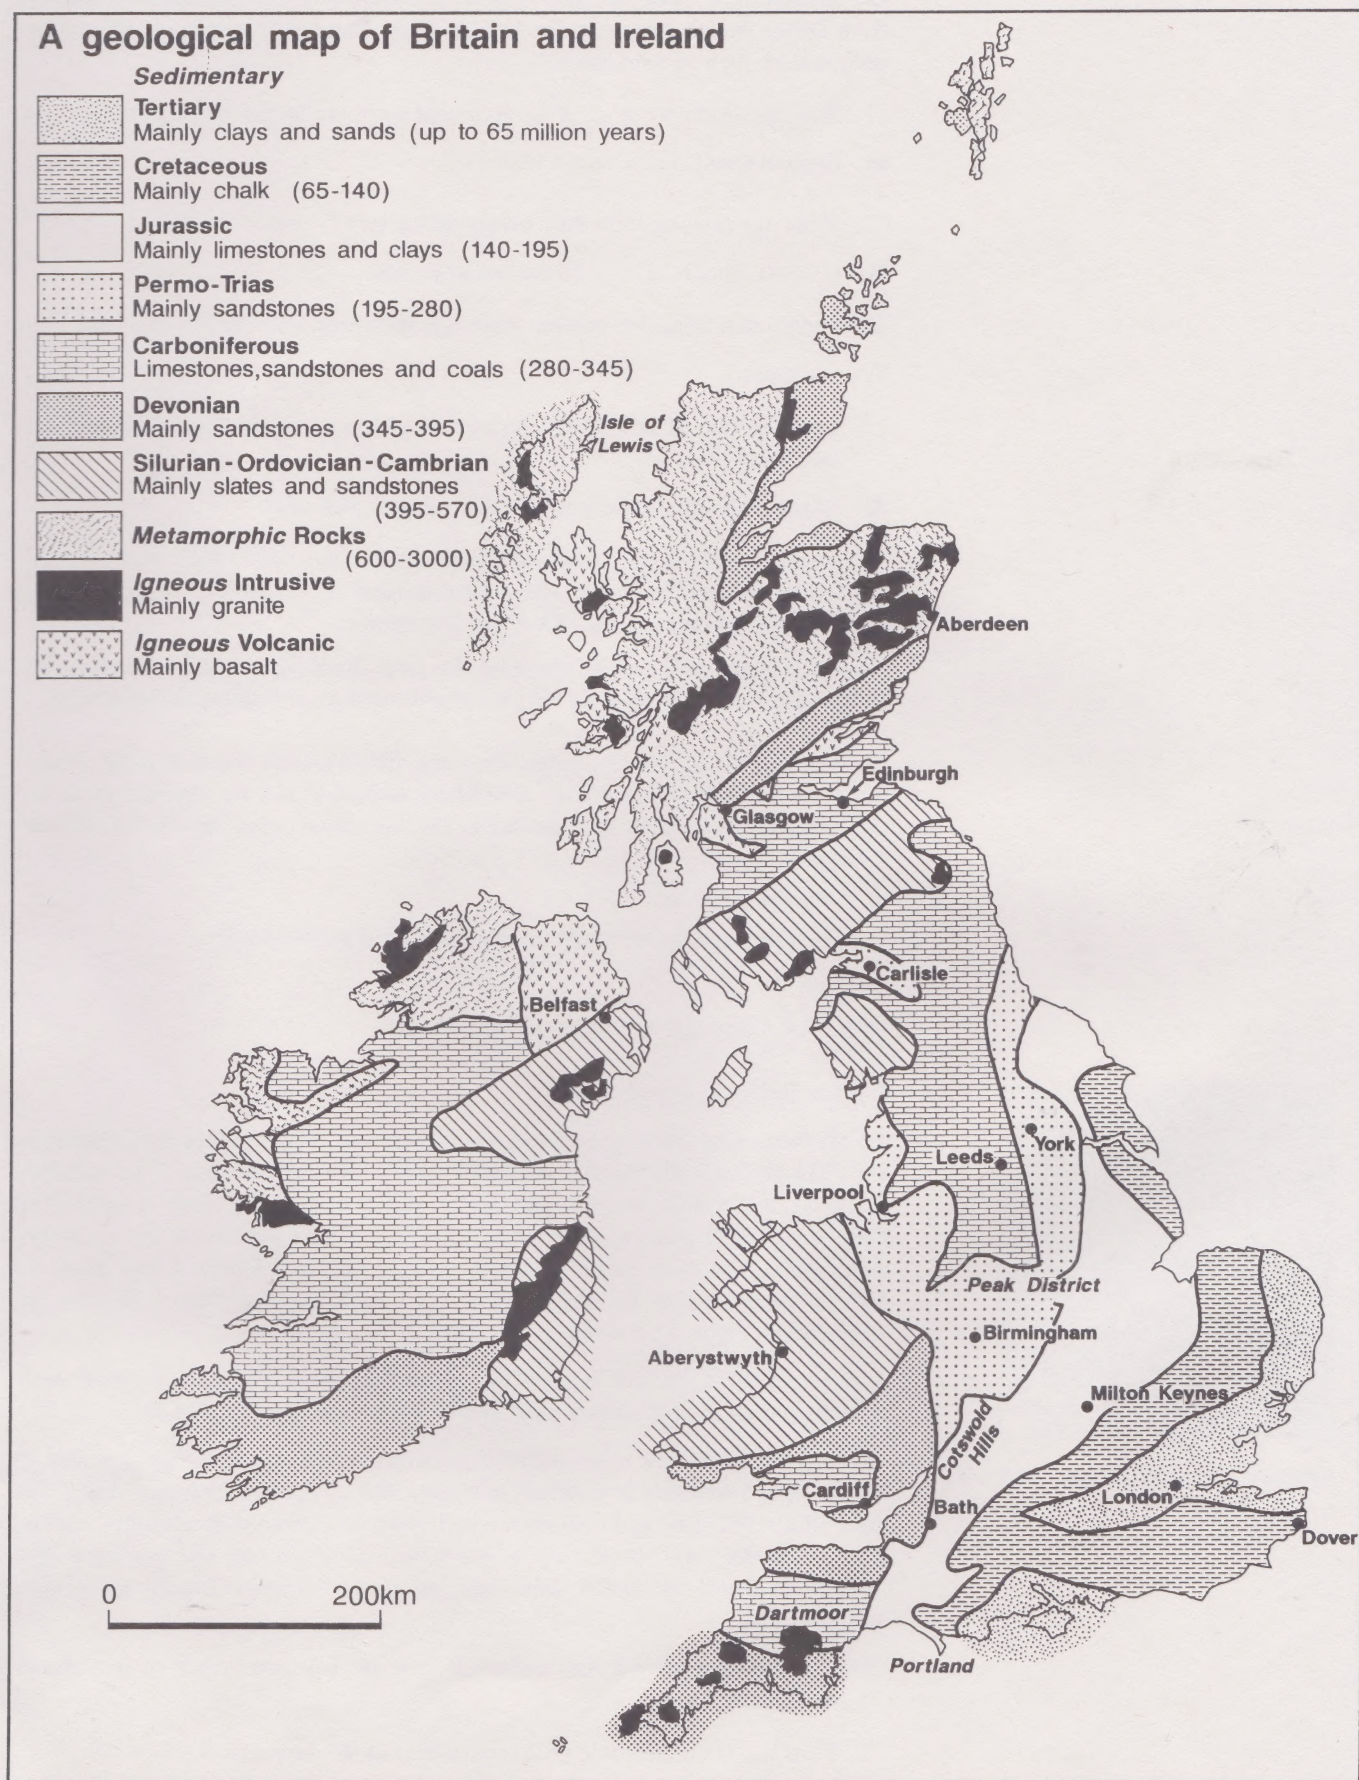 A geological map of Britain and Ireland
Sedimentary
Tertiary
Mainly clays and sands (up to 65 million years)
Cretaceous
Mainly chalk (65-140)
Jurassic
Mainly limestones and clays (140-195)
Permo-Trias
Mainly sandstones (195-280)
Carboniferous
Limestones, sandstones and coals (280-345)
Devonian
Mainly sandstones (345-395)
Silurian-Ordovician-Cambrian
Mainly slates and sandstones
(395-570)
Metamorphic Rocks
(600-3000)
Igneous Intrusive
Mainly granite
Igneous Volcanic
Mainly basalt
Isle of
Lewis
Aberdeen
Edinburgh
Glasgow
Carlisle
Belfast
York
Leeds
Liverpool
Peak District
Birmingham
Aberystwyth
Milton Keynes
Cotswold
Hills
Cardiff
London
Bath
Dover
0 200km
Dartmoor
Portland